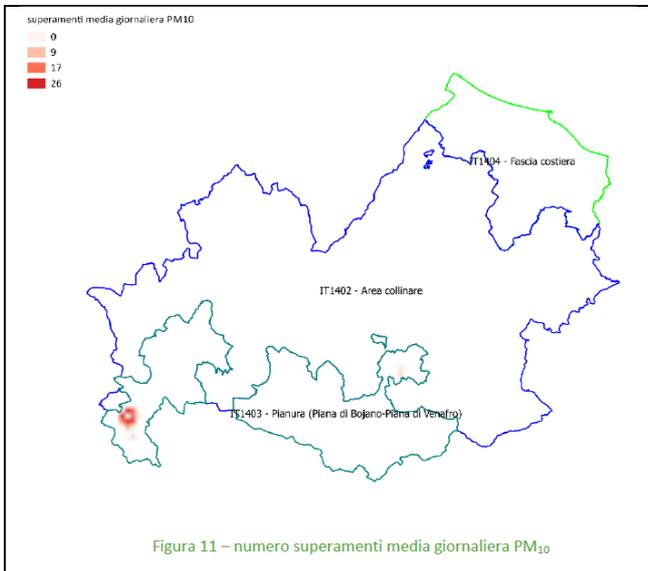 superamenti media giornaliera PM10
0
9
17
26
IT1404 - Fascia costiera
IT1402 - Area collinare
IT1403 - Pianura (Piana di Bojano-Piana di Venafro)
Figura 11 – numero superamenti media giornaliera PM₁₀